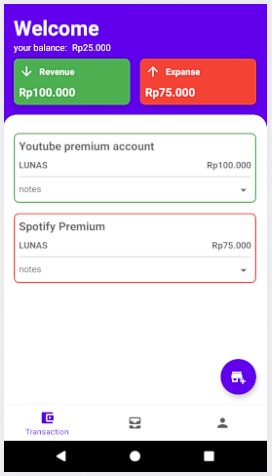 Welcome
your balance: Rp25.000
Revenue
Rp100.000
Expanse
Rp75.000
Youtube premium account
LUNAS Rp100.000
notes
Spotify Premium
LUNAS Rp75.000
notes
Transaction